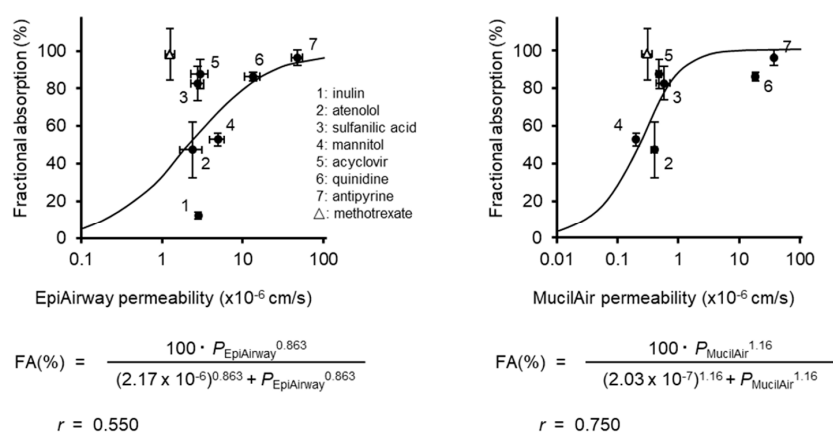 Fractional absorption (%)
100
80
60
40
20
0
0.1
1
10
100
EpiAirway permeability (x10⁻⁶ cm/s)
1
2
3
4
5
6
7
1: inulin
2: atenolol
3: sulfanilic acid
4: mannitol
5: acyclovir
6: quinidine
7: antipyrine
△: methotrexate
FA(%) = 100・P_EpiAirway^0.863 / (2.17 x 10⁻⁶)^0.863 + P_EpiAirway^0.863
r = 0.550
Fractional absorption (%)
100
80
60
40
20
0
0.01
0.1
1
10
100
MucilAir permeability (x10⁻⁶ cm/s)
2
3
4
5
6
7
FA(%) = 100・P_MucilAir^1.16 / (2.03 x 10⁻⁷)^1.16 + P_MucilAir^1.16
r = 0.750